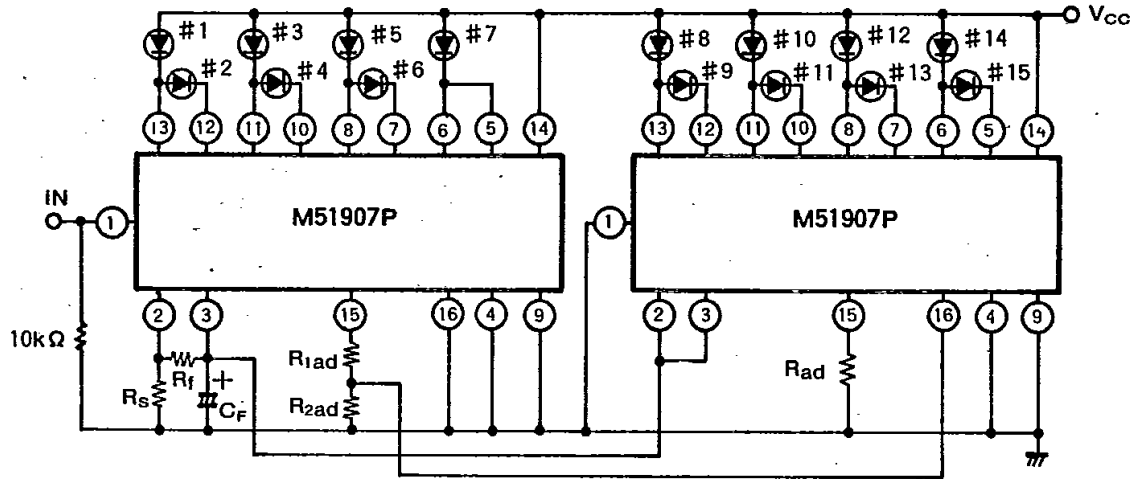 VCC
#1 #3 #5 #7 #8 #10 #12 #14
#2 #4 #6 #9 #11 #13 #15
13 12 11 10 8 7 6 5 14 13 12 11 10 8 7 6 5 14
IN
1 M51907P 1 M51907P
2 3 15 16 4 9 2 3 15 16 4 9
10kΩ
Rf
+
R1ad
Rad
RS
CF
R2ad